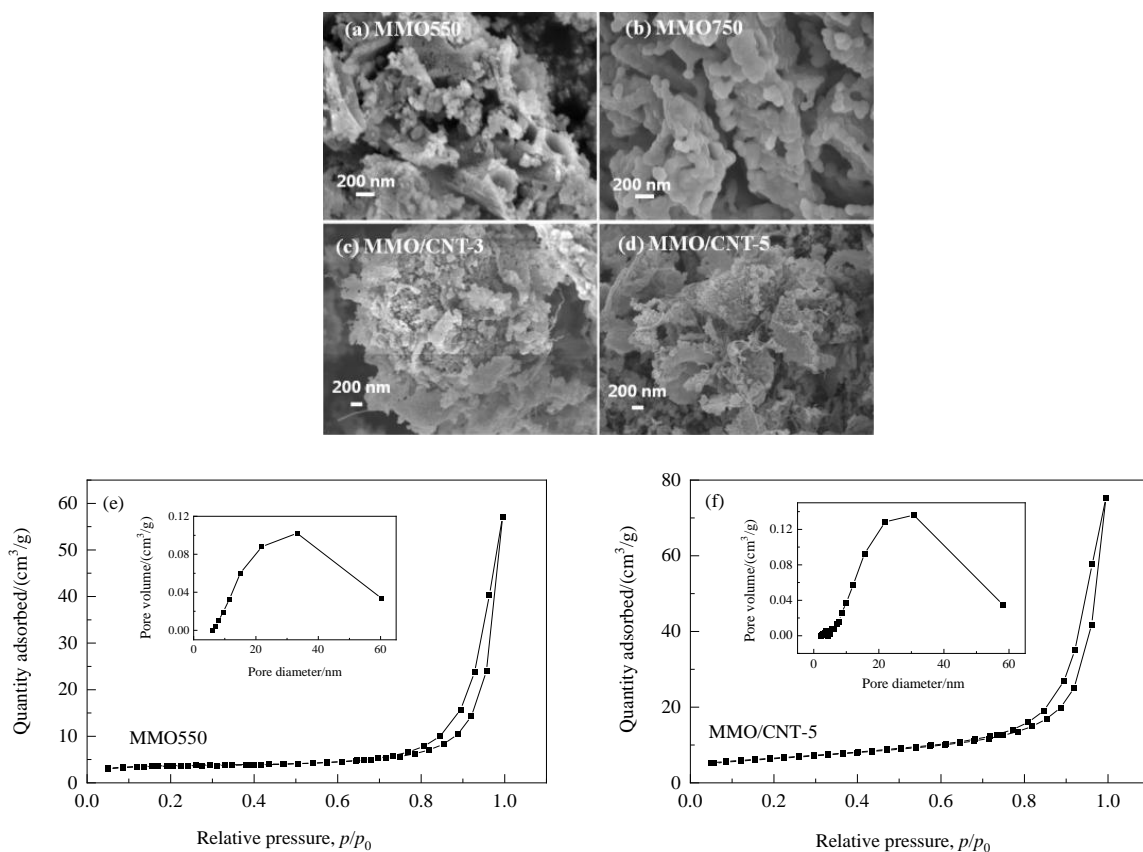 (a) MMO550
(b) MMO750
200 nm
200 nm
(c) MMO/CNT-3
(d) MMO/CNT-5
200 nm
200 nm
(e)
Quantity adsorbed/(cm³/g)
60
50
40
30
20
10
0
0.0 0.2 0.4 0.6 0.8 1.0
Relative pressure, p/p₀
MMO550
Pore volume/(cm³/g)
0.12
0.08
0.04
0.00
0 20 40 60
Pore diameter/nm
(f)
Quantity adsorbed/(cm³/g)
80
60
40
20
0
0.0 0.2 0.4 0.6 0.8 1.0
Relative pressure, p/p₀
MMO/CNT-5
Pore volume/(cm³/g)
0.12
0.08
0.04
0.00
0 20 40 60
Pore diameter/nm